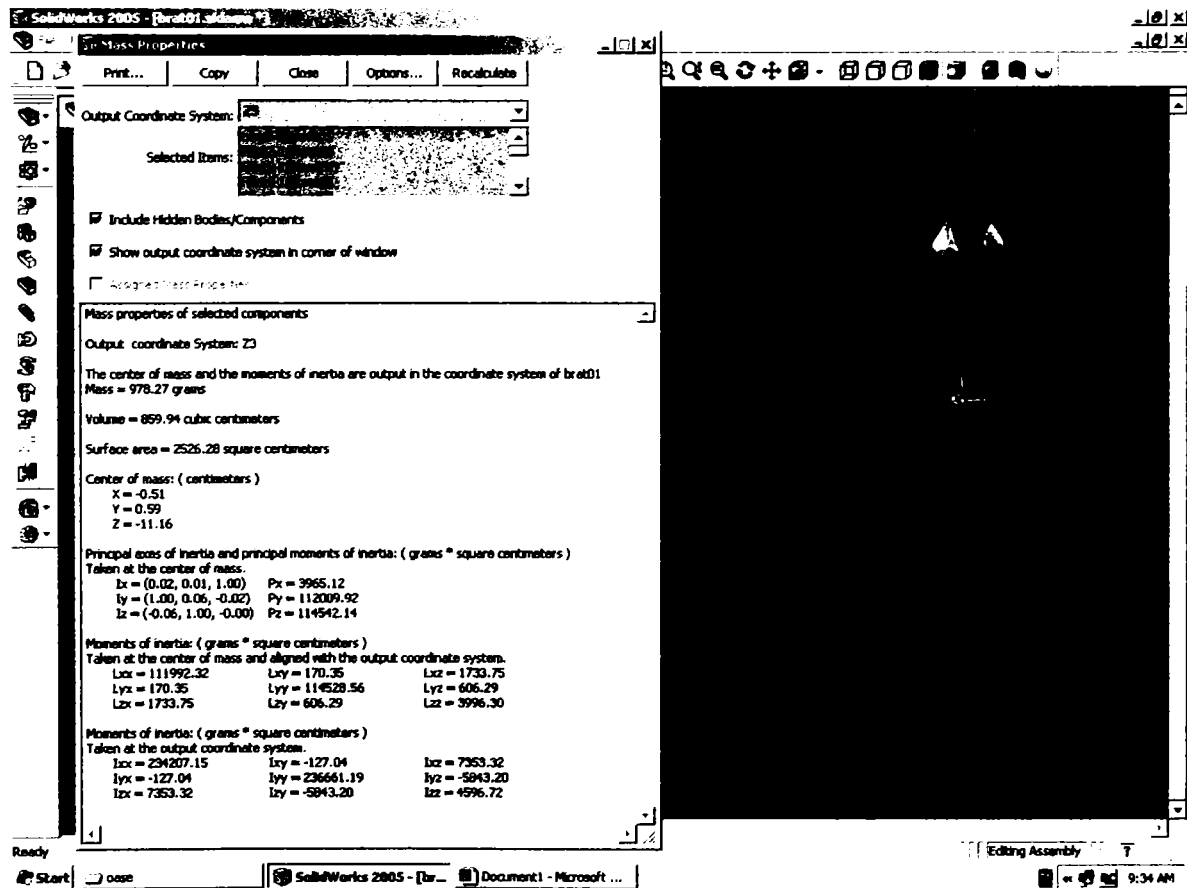 SolidWorks 2005 - [brat01.sldasm
Mass Properties
Print... Copy Close Options... Recalculate
Output Coordinate System:
Selected Items:
Include Hidden Bodies/Components
Show output coordinate system in corner of window
Assigned Mass Properties
Mass properties of selected components
Output coordinate System: Z3
The center of mass and the moments of inertia are output in the coordinate system of brat01
Mass = 978.27 grams
Volume = 859.94 cubic centimeters
Surface area = 2526.28 square centimeters
Center of mass: ( centimeters )
X = -0.51
Y = 0.59
Z = -11.16
Principal axes of inertia and principal moments of inertia: ( grams * square centimeters )
Taken at the center of mass.
Ix = (0.02, 0.01, 1.00) Px = 3965.12
Iy = (1.00, 0.06, -0.02) Py = 112009.92
Iz = (-0.06, 1.00, -0.00) Pz = 114542.14
Moments of inertia: ( grams * square centimeters )
Taken at the center of mass and aligned with the output coordinate system.
Lxx = 111992.32 Lxy = 170.35 Lxz = 1733.75
Lyx = 170.35 Lyy = 114528.56 Lyz = 606.29
Lzx = 1733.75 Lzy = 606.29 Lzz = 3996.30
Moments of inertia: ( grams * square centimeters )
Taken at the output coordinate system.
Ixx = 234207.15 Ixy = -127.04 Ixz = 7353.32
Iyx = -127.04 Iyy = 236661.19 Iyz = -5843.20
Izx = 7353.32 Izy = -5843.20 Izz = 4596.72
Ready
Editing Assembly ?
Start oase SolidWorks 2005 - [br... Document1 - Microsoft ... 9:34 AM